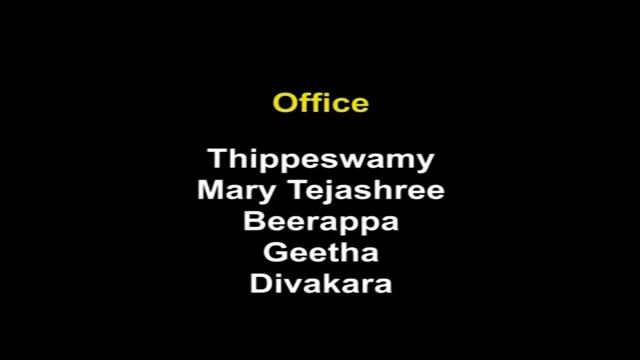 Office
Thippeswamy
Mary Tejashree
Beerappa
Geetha
Divakara